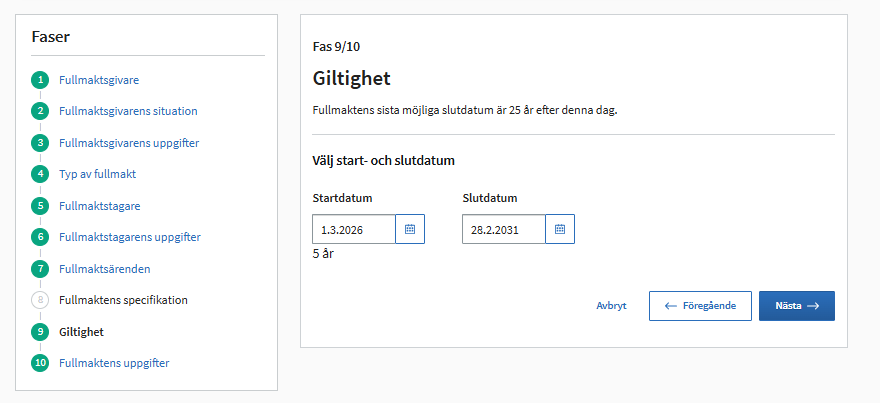 Faser
1 Fullmaktsgivare
2 Fullmaktsgivarens situation
3 Fullmaktsgivarens uppgifter
4 Typ av fullmakt
5 Fullmaktstagare
6 Fullmaktstagarens uppgifter
7 Fullmaktsärenden
8 Fullmaktens specifikation
9 Giltighet
10 Fullmaktens uppgifter
Fas 9/10
Giltighet
Fullmaktens sista möjliga slutdatum är 25 år efter denna dag.
Välj start- och slutdatum
Startdatum Slutdatum
1.3.2026 28.2.2031
5 år
Avbryt Föregående Nästa